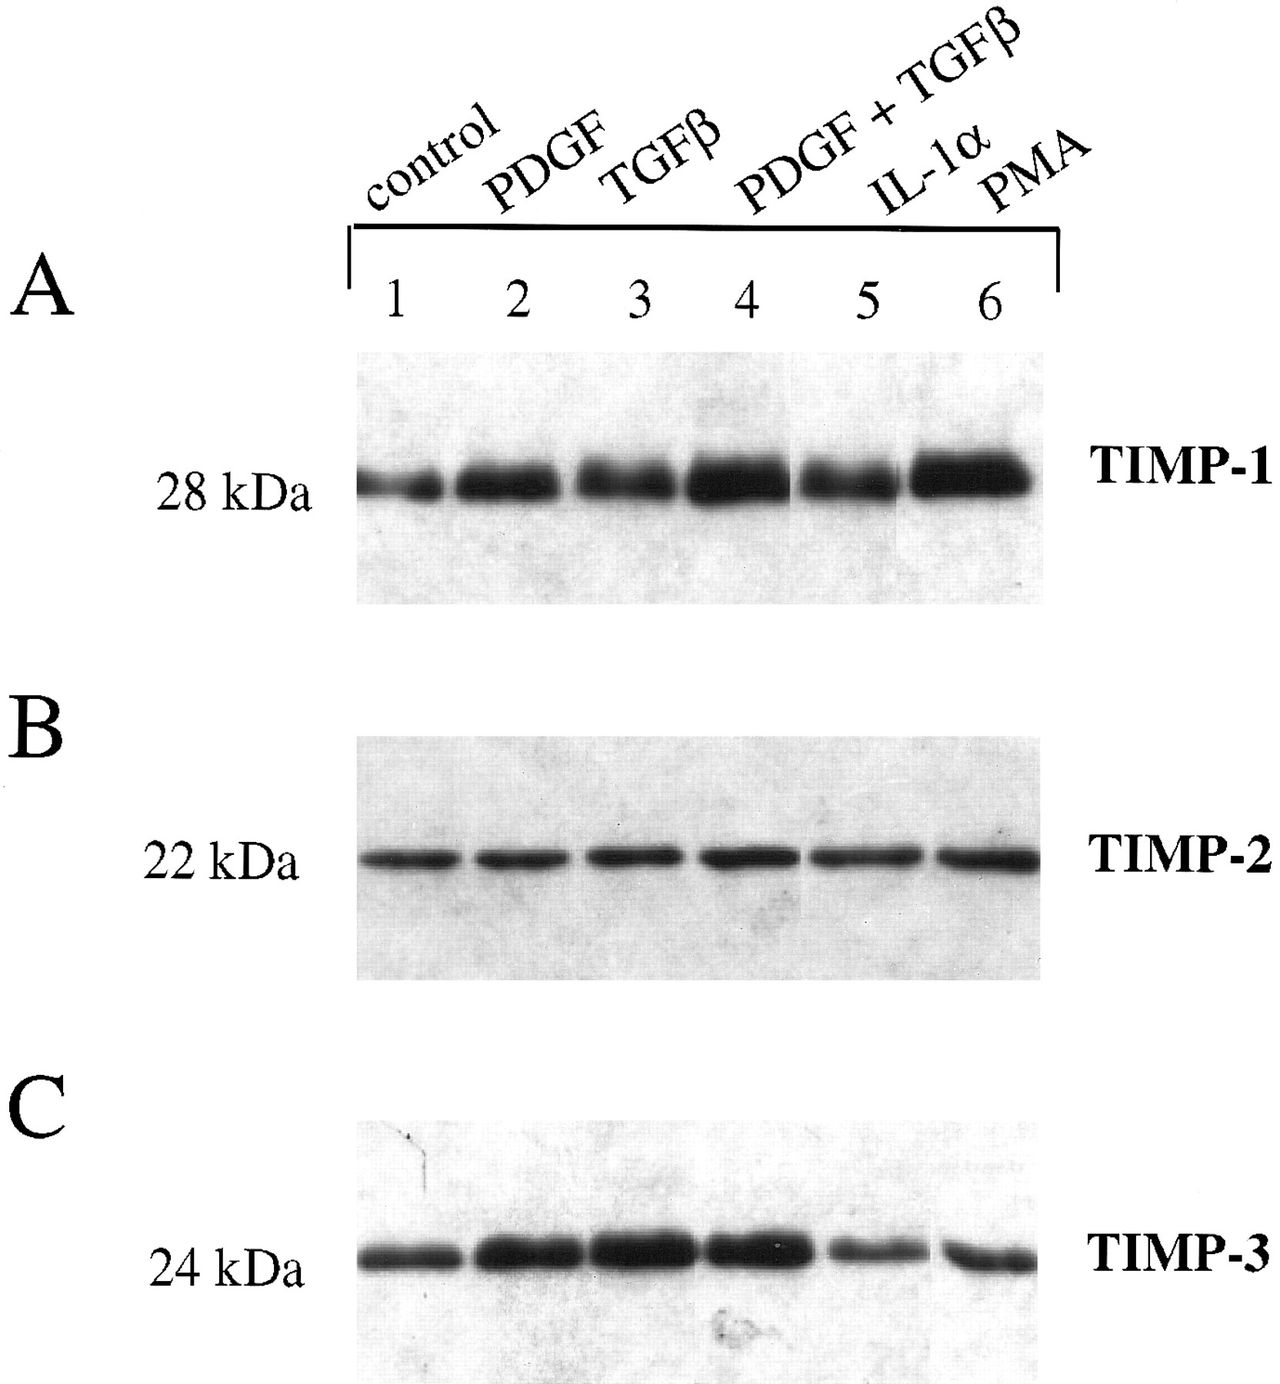 control PDGF TGFβ PDGF + TGFβ IL-1α PMA
A
1 2 3 4 5 6
28 kDa TIMP-1
B
22 kDa TIMP-2
C
24 kDa TIMP-3